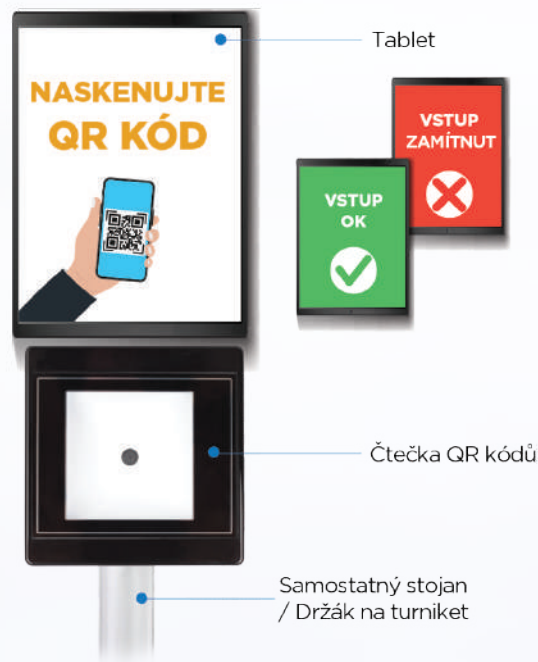 Tablet
NASKENUJTE
QR KÓD
VSTUP
ZAMÍTNUT
VSTUP
OK
Čtečka QR kódů
Samostatný stojan
/ Držák na turniket